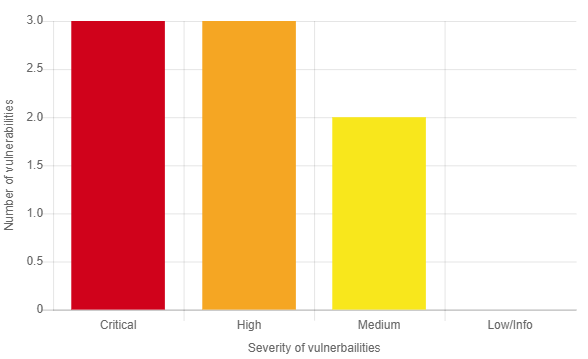 3.0
2.5
2.0
1.5
1.0
0.5
0
Number of vulnerabilities
Critical High Medium Low/Info
Severity of vulnerbailities